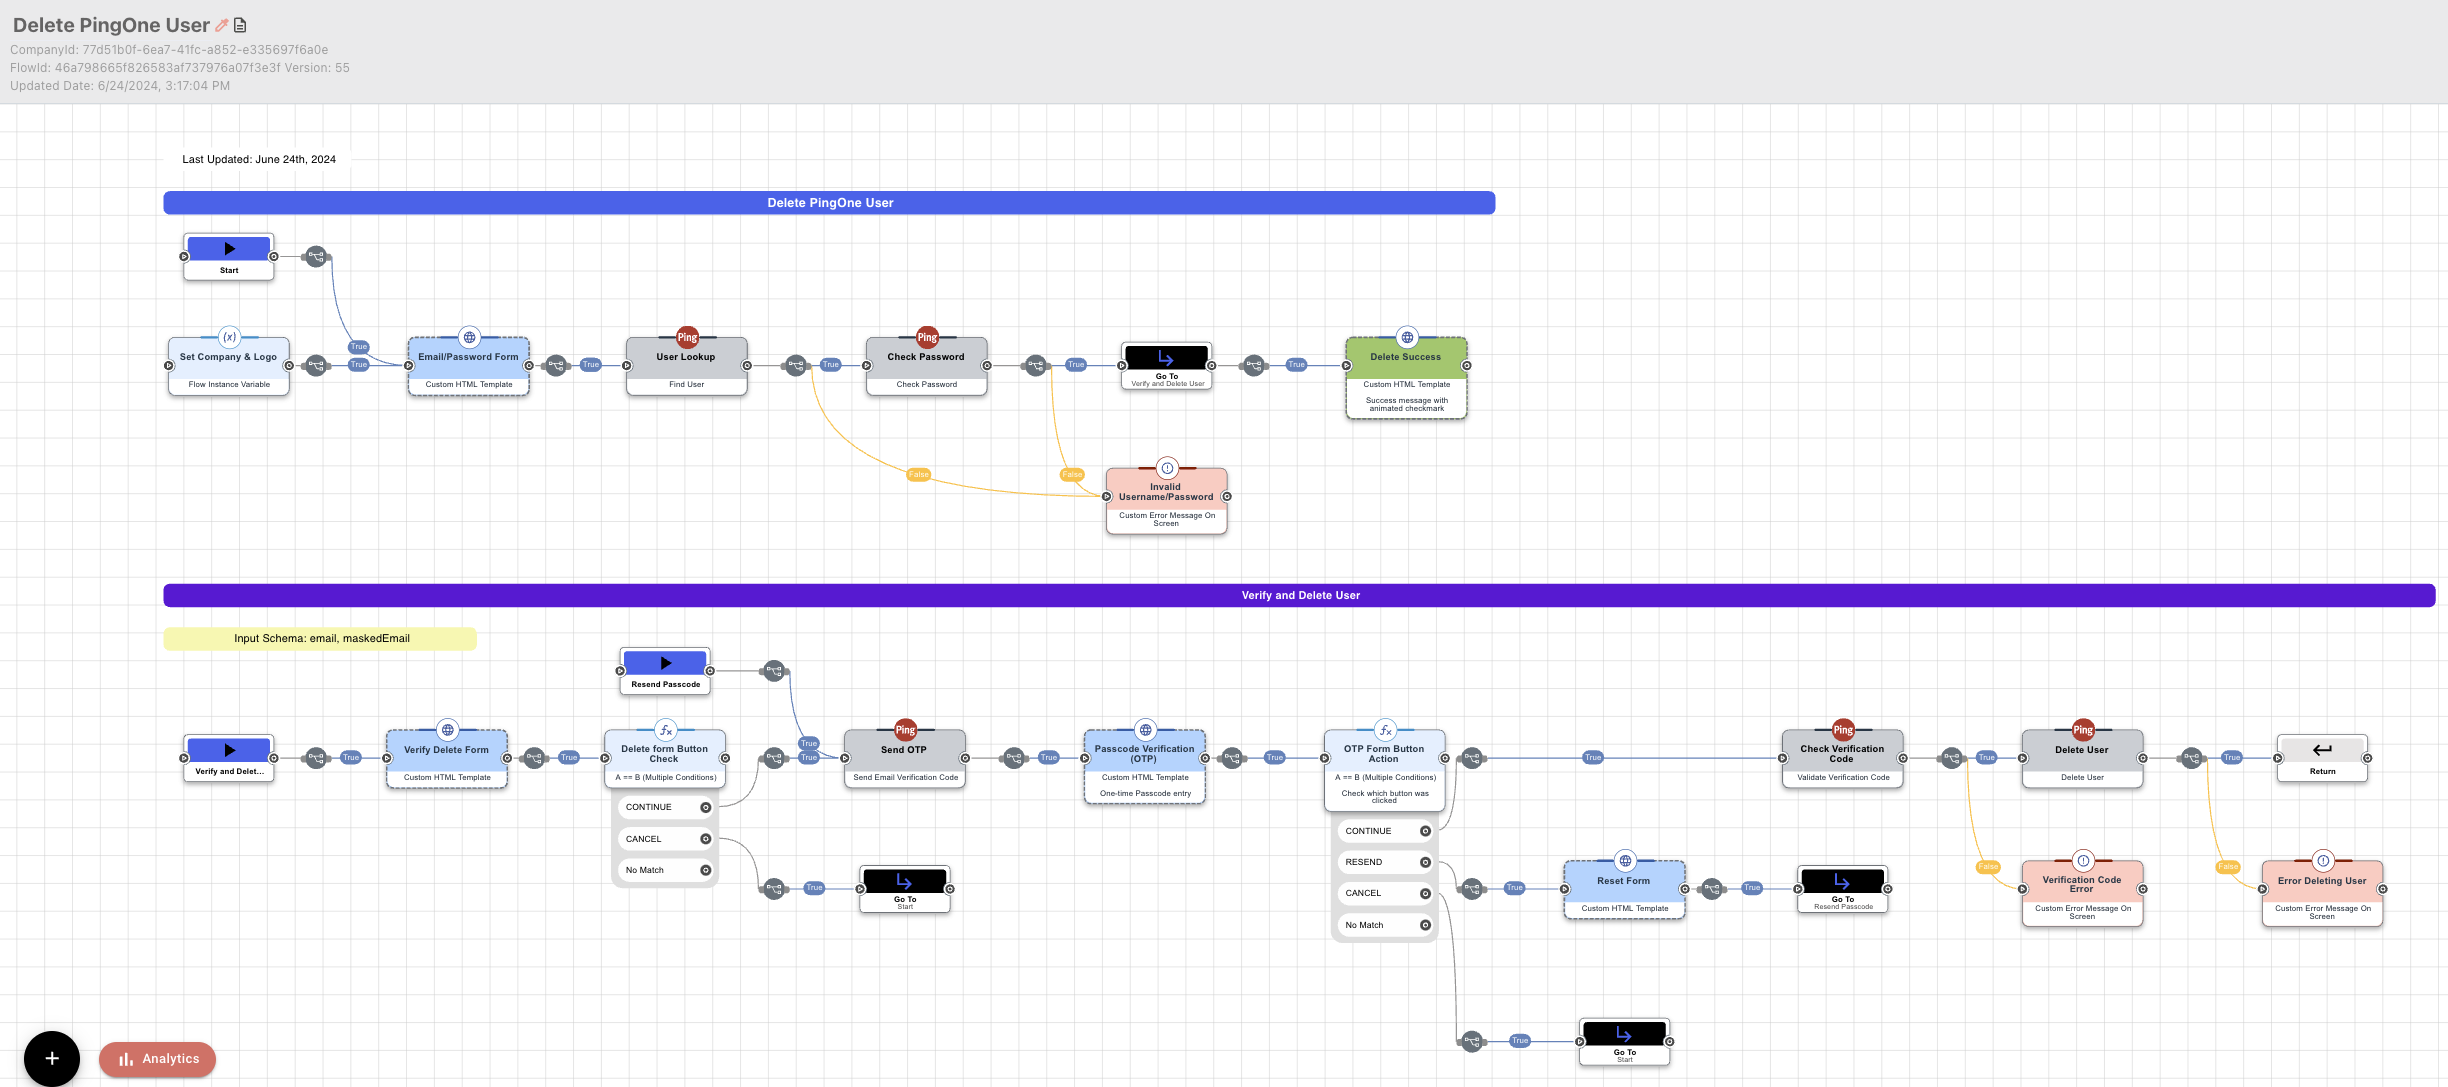 Delete PingOne User
CompanyId: 77d51b0f-6ea7-41fc-a852-e335697f6a0e
FlowId: 46a798665f826583af737976a07f3e3f Version: 55
Updated Date: 6/24/2024, 3:17:04 PM
Last Updated: June 24th, 2024
Delete PingOne User
Start
True
(x)
Set Company & Logo
Flow Instance Variable
True
Email/Password Form
Custom HTML Template
True
Ping
User Lookup
Find User
True
Ping
Check Password
Check Password
True
Go To
Verify and Delete User
True
Delete Success
Custom HTML Template
Success message with
animated checkmark
False
False
Invalid
Username/Password
Custom Error Message On
Screen
Verify and Delete User
Input Schema: email, maskedEmail
Resend Passcode
True
Verify and Delet...
True
Verify Delete Form
Custom HTML Template
True
fx
Delete form Button
Check
A == B (Multiple Conditions)
CONTINUE
CANCEL
No Match
True
Ping
Send OTP
Send Email Verification Code
True
True
Go To
Start
Passcode Verification
(OTP)
Custom HTML Template
One-time Passcode entry
True
fx
OTP Form Button
Action
A == B (Multiple Conditions)
Check which button was
clicked
CONTINUE
RESEND
CANCEL
No Match
True
Ping
Check Verification
Code
Validate Verification Code
True
Ping
Delete User
Delete User
True
Return
True
Reset Form
Custom HTML Template
True
Go To
Resend Passcode
False
Verification Code
Error
Custom Error Message On
Screen
False
Error Deleting User
Custom Error Message On
Screen
True
Go To
Start
+
Analytics